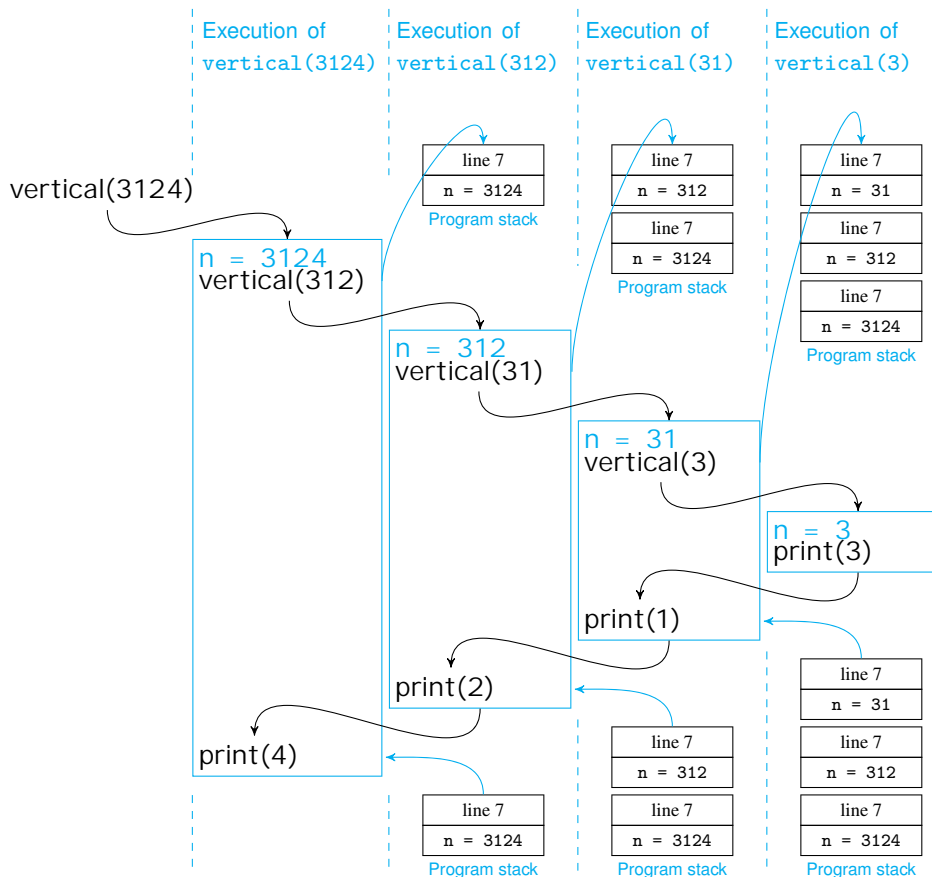 Execution of
vertical(3124)
Execution of
vertical(312)
Execution of
vertical(31)
Execution of
vertical(3)
vertical(3124)
line 7
n = 3124
Program stack
line 7
n = 312
line 7
n = 3124
Program stack
line 7
n = 31
line 7
n = 312
line 7
n = 3124
Program stack
n = 3124
vertical(312)
n = 312
vertical(31)
n = 31
vertical(3)
n = 3
print(3)
print(1)
print(2)
print(4)
line 7
n = 3124
Program stack
line 7
n = 312
line 7
n = 3124
Program stack
line 7
n = 31
line 7
n = 312
line 7
n = 3124
Program stack